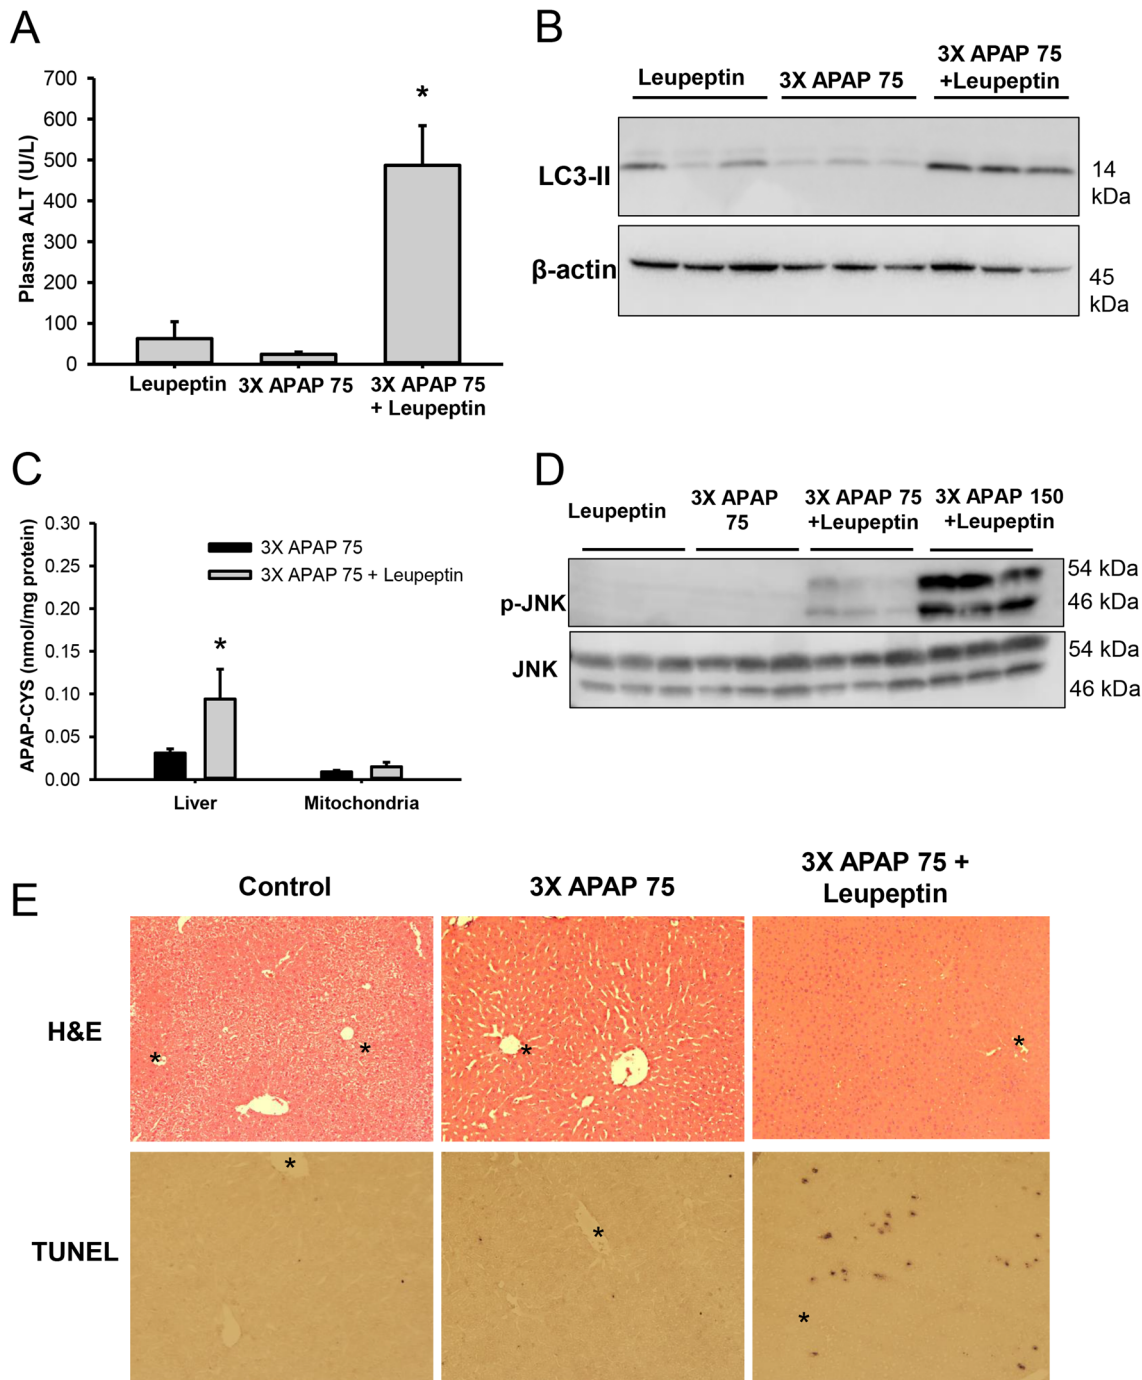 A
700
600
500
400
300
200
100
0
Plasma ALT (U/L)
*
Leupeptin
3X APAP 75
3X APAP 75
+ Leupeptin
B
Leupeptin
3X APAP 75
3X APAP 75
+Leupeptin
LC3-II
14
kDa
β-actin
45
kDa
C
0.30
0.25
0.20
0.15
0.10
0.05
0.00
APAP-CYS (nmol/mg protein)
3X APAP 75
3X APAP 75 + Leupeptin
*
Liver
Mitochondria
D
Leupeptin
3X APAP
75
3X APAP 75
+Leupeptin
3X APAP 150
+Leupeptin
p-JNK
54 kDa
46 kDa
JNK
54 kDa
46 kDa
E
Control
3X APAP 75
3X APAP 75 +
Leupeptin
H&E
* *
*
*
TUNEL
*
*
*